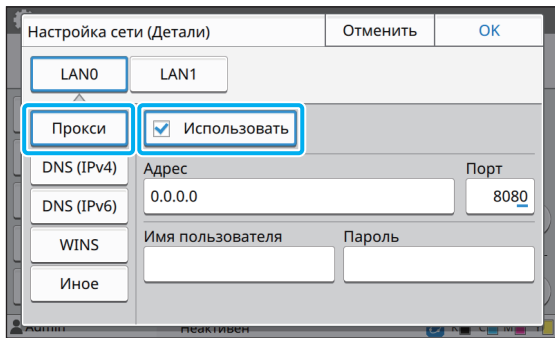 Настройка сети (Детали)
Отменить
OK
LAN0
LAN1
Прокси
Использовать
DNS (IPv4)
Адрес
Порт
0.0.0.0
8080
DNS (IPv6)
WINS
Имя пользователя
Пароль
Иное
Admin
Неактивен
K
C
M